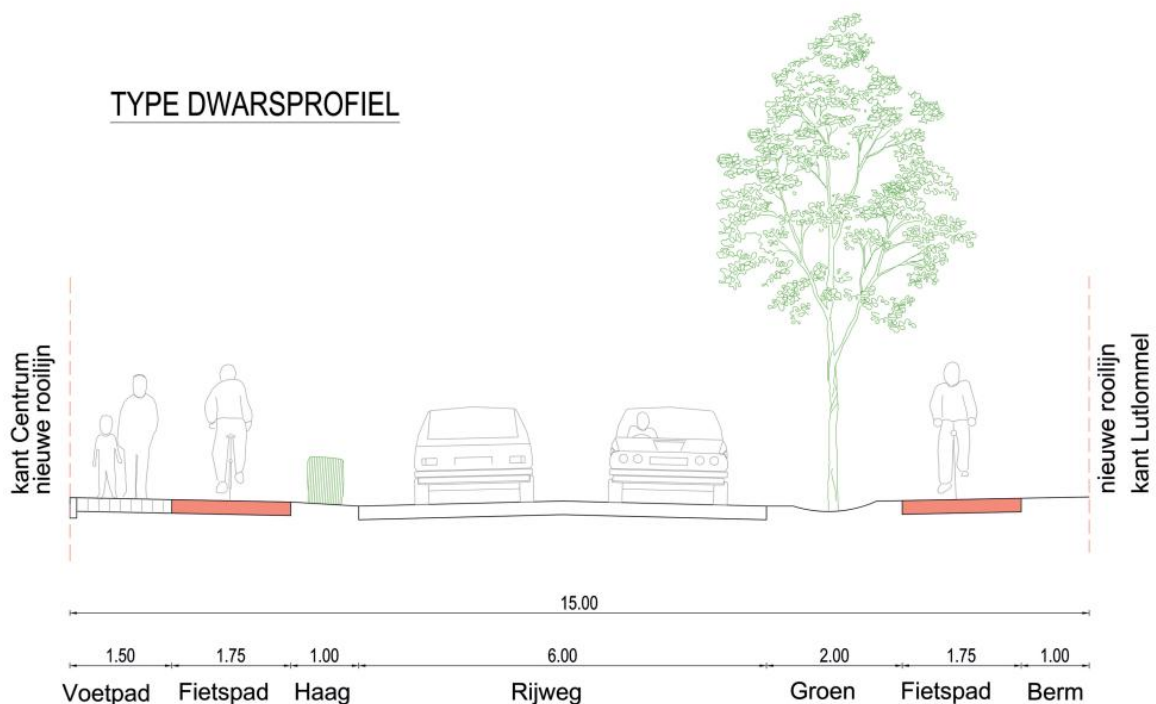 TYPE DWARSPROFIEL
kant Centrum
nieuwe rooilijn
nieuwe rooilijn
kant Lutlommel
15.00
1.50 1.75 1.00 6.00 2.00 1.75 1.00
Voetpad Fietspad Haag Rijweg Groen Fietspad Berm